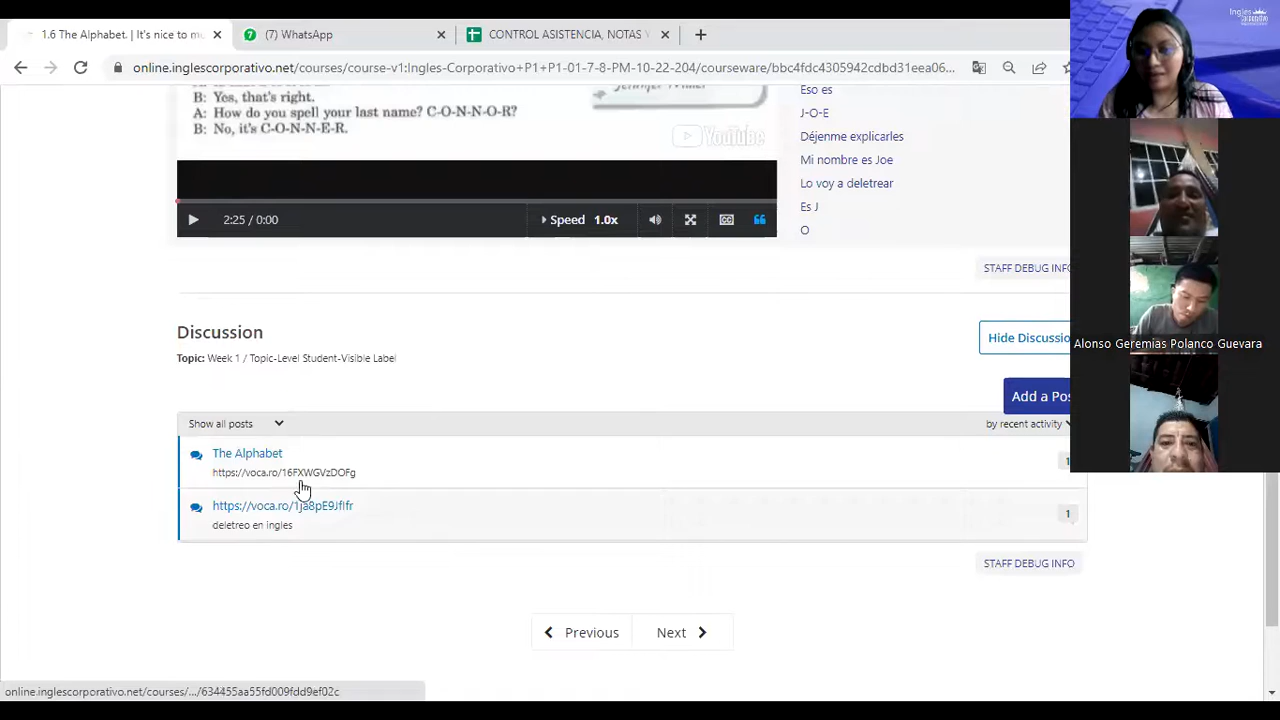 1.6 The Alphabet. | It's nice to mu
(7) WhatsApp
CONTROL ASISTENCIA, NOTAS Y
online.inglescorporativo.net/courses/course-v1:Ingles-Corporativo+P1+P1-01-7-8-PM-10-22-204/courseware/bbc4fdc4305942cdbd31eea06...
B: Yes, that's right.
A: How do you spell your last name? C-O-N-N-O-R?
B: No, it's C-O-N-N-E-R.
YouTube
2:25 / 0:00
Speed 1.0x
Eso es
J-O-E
Déjenme explicarles
Mi nombre es Joe
Lo voy a deletrear
Es J
O
STAFF DEBUG INFO
Discussion
Hide Discussio
Topic: Week 1 / Topic-Level Student-Visible Label
Add a Pos
Show all posts
by recent activity
The Alphabet
https://voca.ro/16FXWGVzDOFg
https://voca.ro/1ja8pE9JfIfr
deletreo en ingles
1
STAFF DEBUG INFO
Previous
Next
online.inglescorporativo.net/courses/.../634455aa55fd009fdd9ef02c
Ingles
Alonso Geremias Polanco Guevara